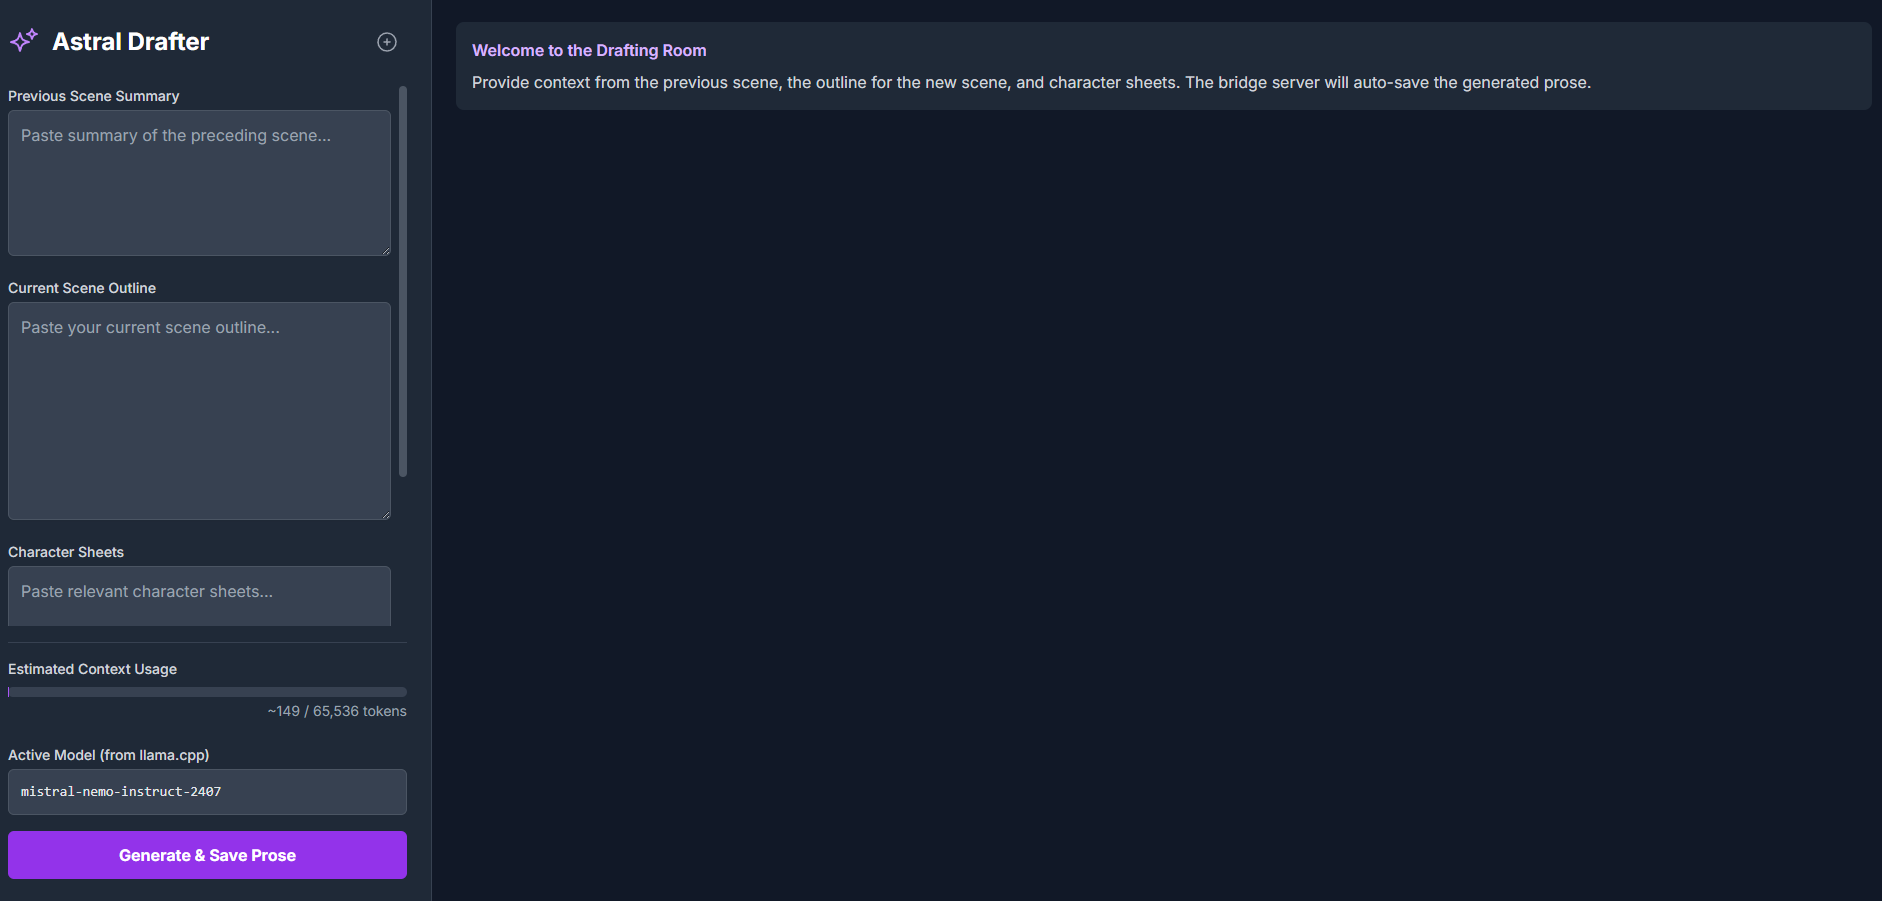 Astral Drafter
Previous Scene Summary
Paste summary of the preceding scene...
Current Scene Outline
Paste your current scene outline...
Character Sheets
Paste relevant character sheets...
Estimated Context Usage
~149 / 65,536 tokens
Active Model (from llama.cpp)
mistral-nemo-instruct-2407
Generate & Save Prose
Welcome to the Drafting Room
Provide context from the previous scene, the outline for the new scene, and character sheets. The bridge server will auto-save the generated prose.